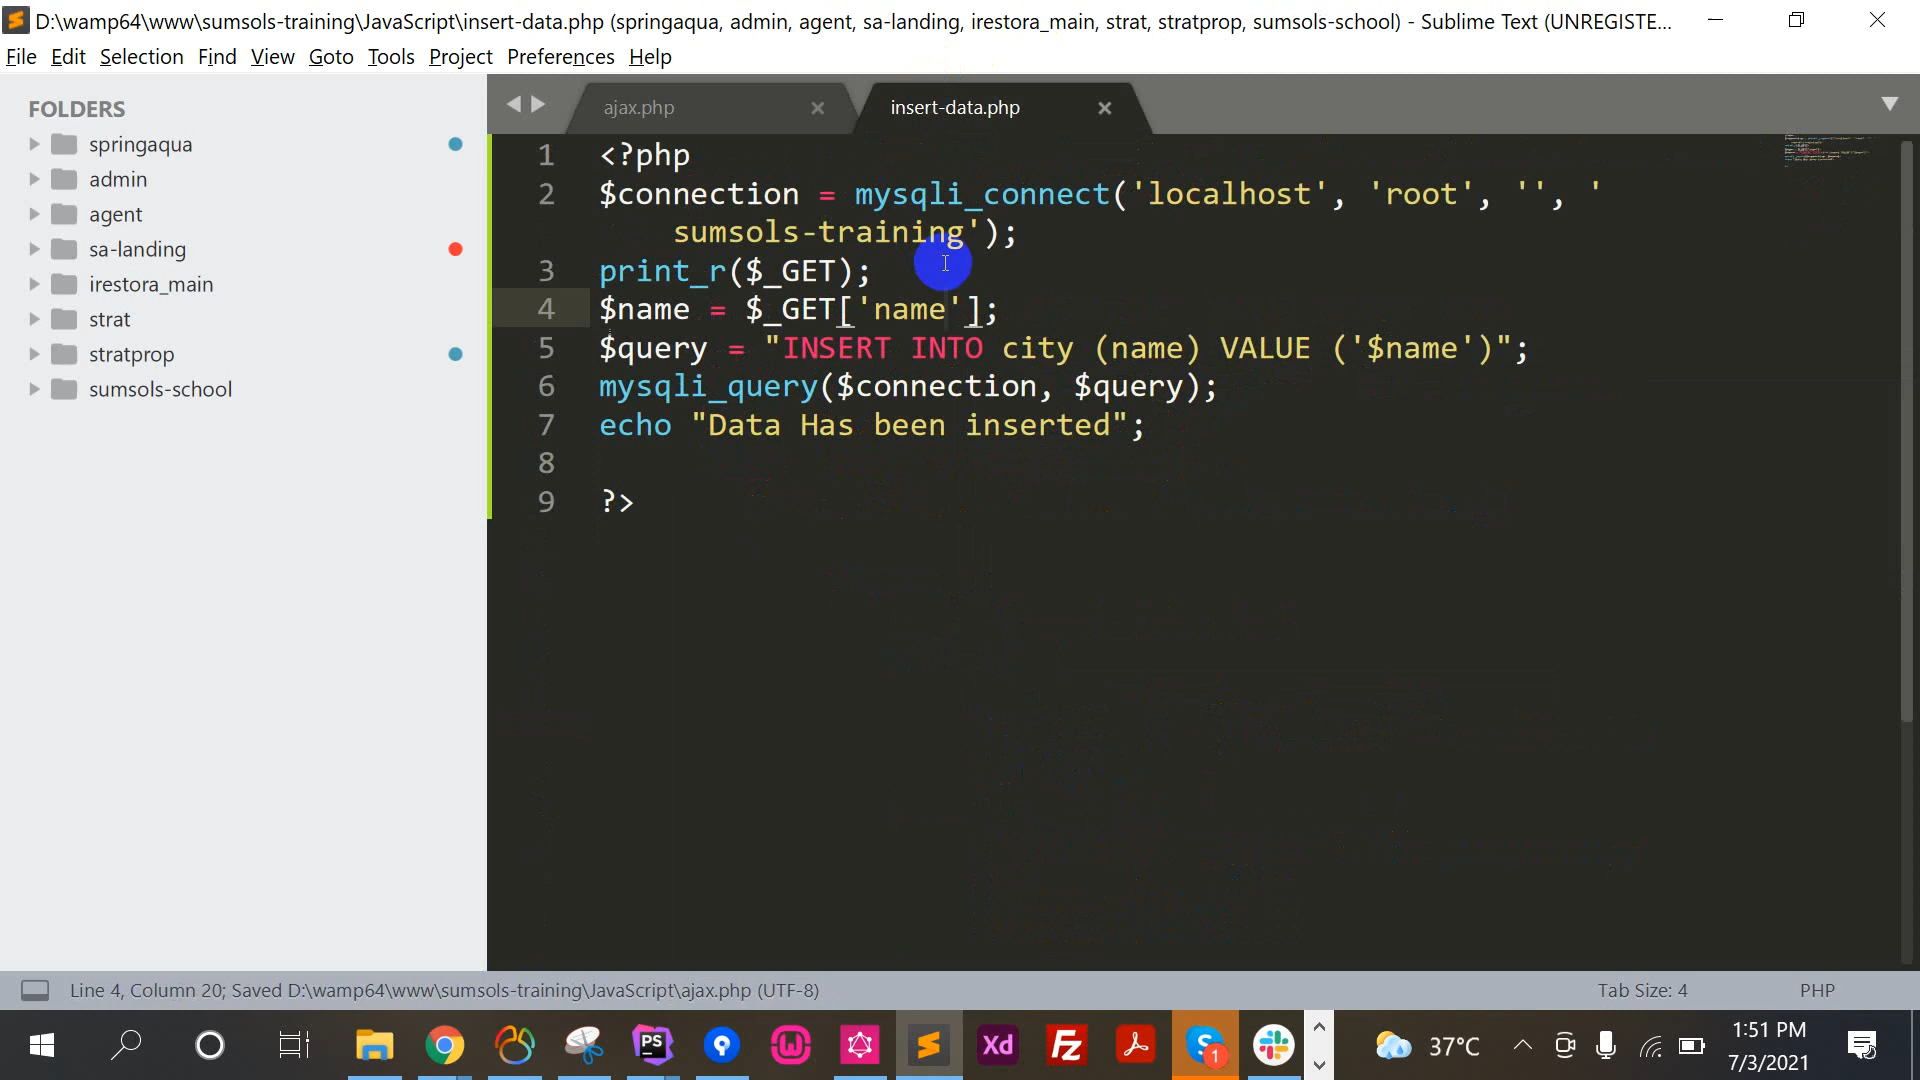 D:\wamp64\www\sumsols-training\JavaScript\insert-data.php (springaqua, admin, agent, sa-landing, irestora_main, strat, stratprop, sumsols-school) - Sublime Text (UNREGISTE...
File Edit Selection Find View Goto Tools Project Preferences Help
FOLDERS
springaqua
admin
agent
sa-landing
irestora_main
strat
stratprop
sumsols-school
ajax.php insert-data.php
1 <?php
2 $connection = mysqli_connect('localhost', 'root', '', '
sumsols-training');
3 print_r($_GET);
4 $name = $_GET['name'];
5 $query = "INSERT INTO city (name) VALUE ('$name')";
6 mysqli_query($connection, $query);
7 echo "Data Has been inserted";
8
9 ?>
Line 4, Column 20; Saved D:\wamp64\www\sumsols-training\JavaScript\ajax.php (UTF-8) Tab Size: 4 PHP
PS Xd Fz S 1 37°C 1:51 PM
7/3/2021